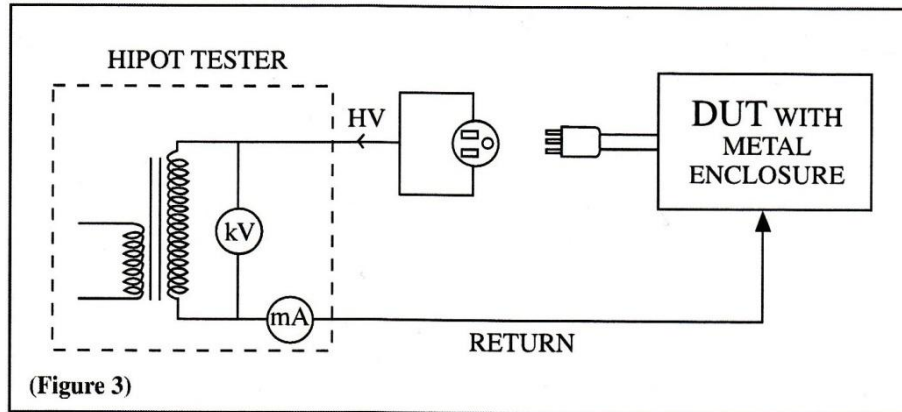 HIPOT TESTER
HV
DUT WITH
METAL
ENCLOSURE
kV
mA
RETURN
(Figure 3)